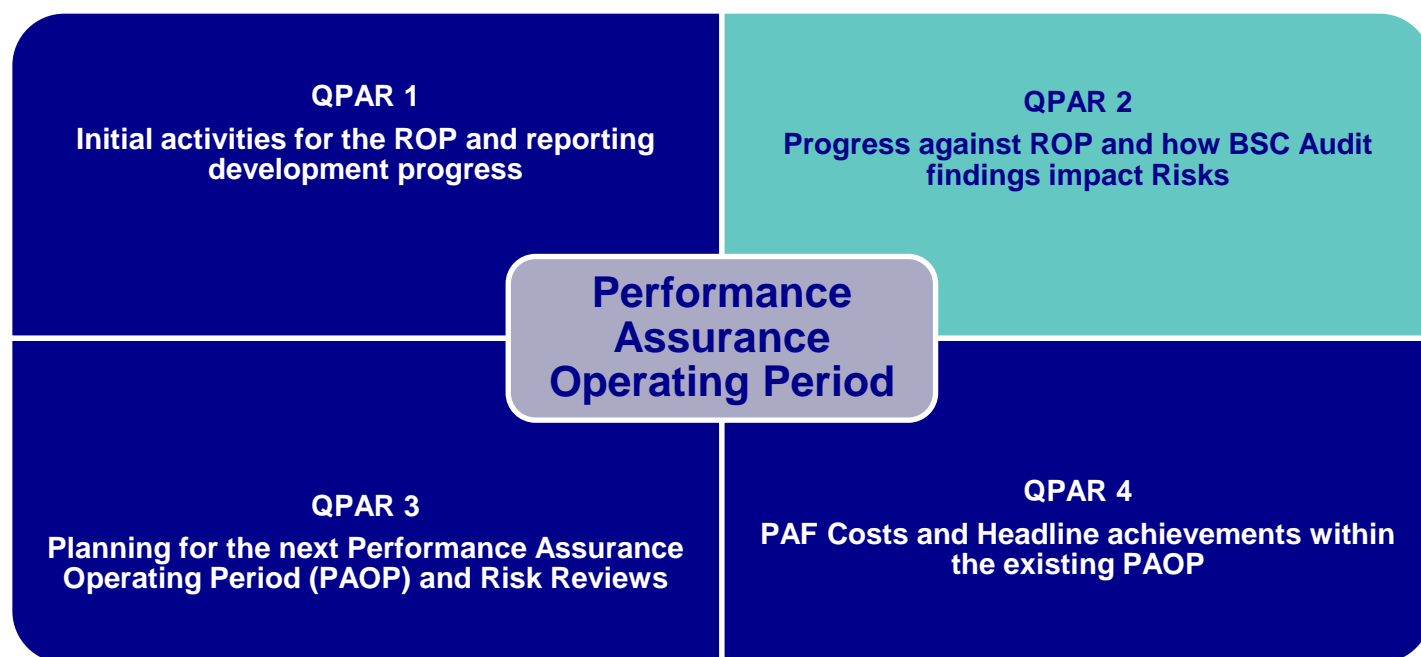 QPAR 1
Initial activities for the ROP and reporting
development progress
QPAR 2
Progress against ROP and how BSC Audit
findings impact Risks
Performance
Assurance
Operating Period
QPAR 3
Planning for the next Performance Assurance
Operating Period (PAOP) and Risk Reviews
QPAR 4
PAF Costs and Headline achievements within
the existing PAOP